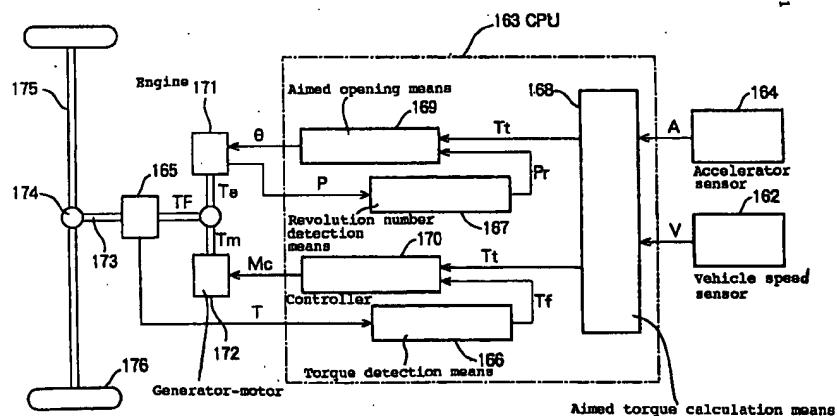 1
163 CPU
175
Engine
171
Aimed opening means
169
168
164
θ
Tt
A
165
P
Pr
Accelerator
sensor
174
TF
Te
Revolution number
detection
means
167
162
173
Tm
170
Tt
V
Mc
Controller
Vehicle speed
sensor
T
172
Tf
166
176
Torque detection means
Generator-motor
Aimed torque calculation means